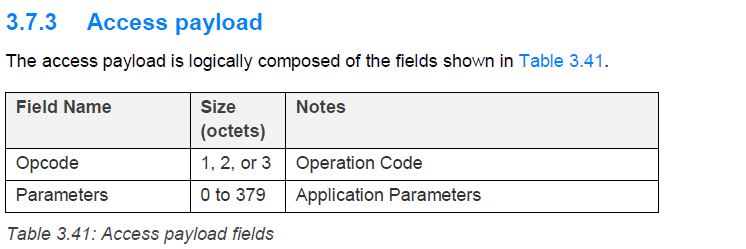 3.7.3 Access payload
The access payload is logically composed of the fields shown in Table 3.41.
Field Name Size (octets) Notes
Opcode 1, 2, or 3 Operation Code
Parameters 0 to 379 Application Parameters
Table 3.41: Access payload fields